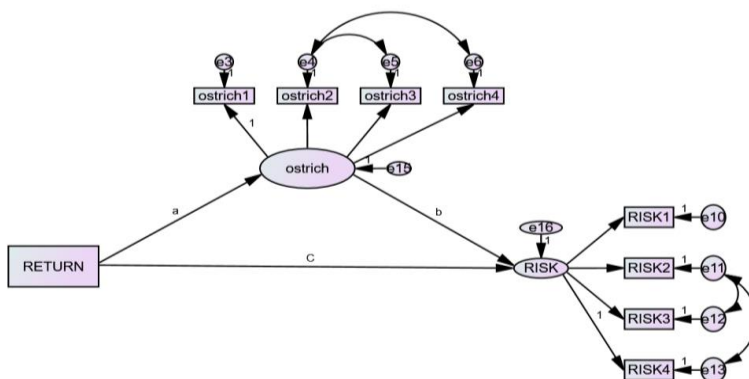 e3 e4 e5 e6
1 1 1 1
ostrich1 ostrich2 ostrich3 ostrich4
1
ostrich 1 e15
a b
RISK1 1 e10
e16
1
C
RETURN RISK RISK2 1 e11
RISK3 1 e12
1
RISK4 1 e13